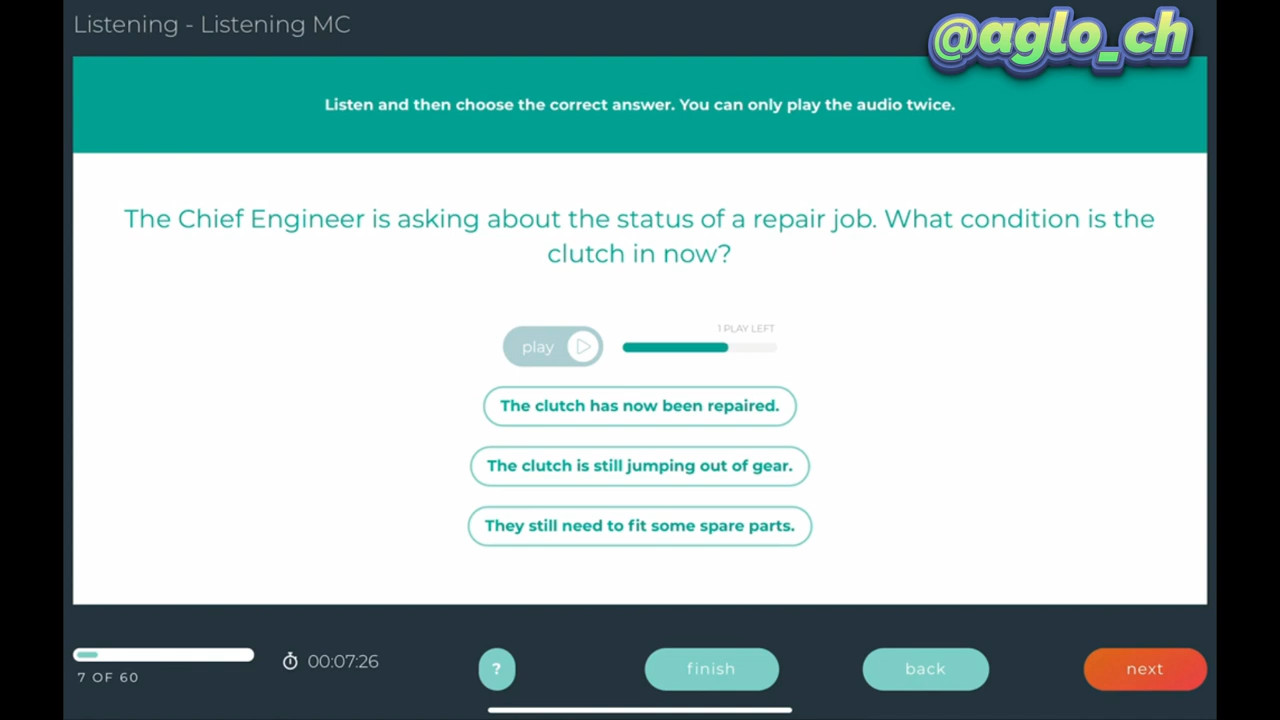 Listening - Listening MC
@aglo_ch
Listen and then choose the correct answer. You can only play the audio twice.
The Chief Engineer is asking about the status of a repair job. What condition is the
clutch in now?
1 PLAY LEFT
play
The clutch has now been repaired.
The clutch is still jumping out of gear.
They still need to fit some spare parts.
7 OF 60
00:07:26
?
finish
back
next